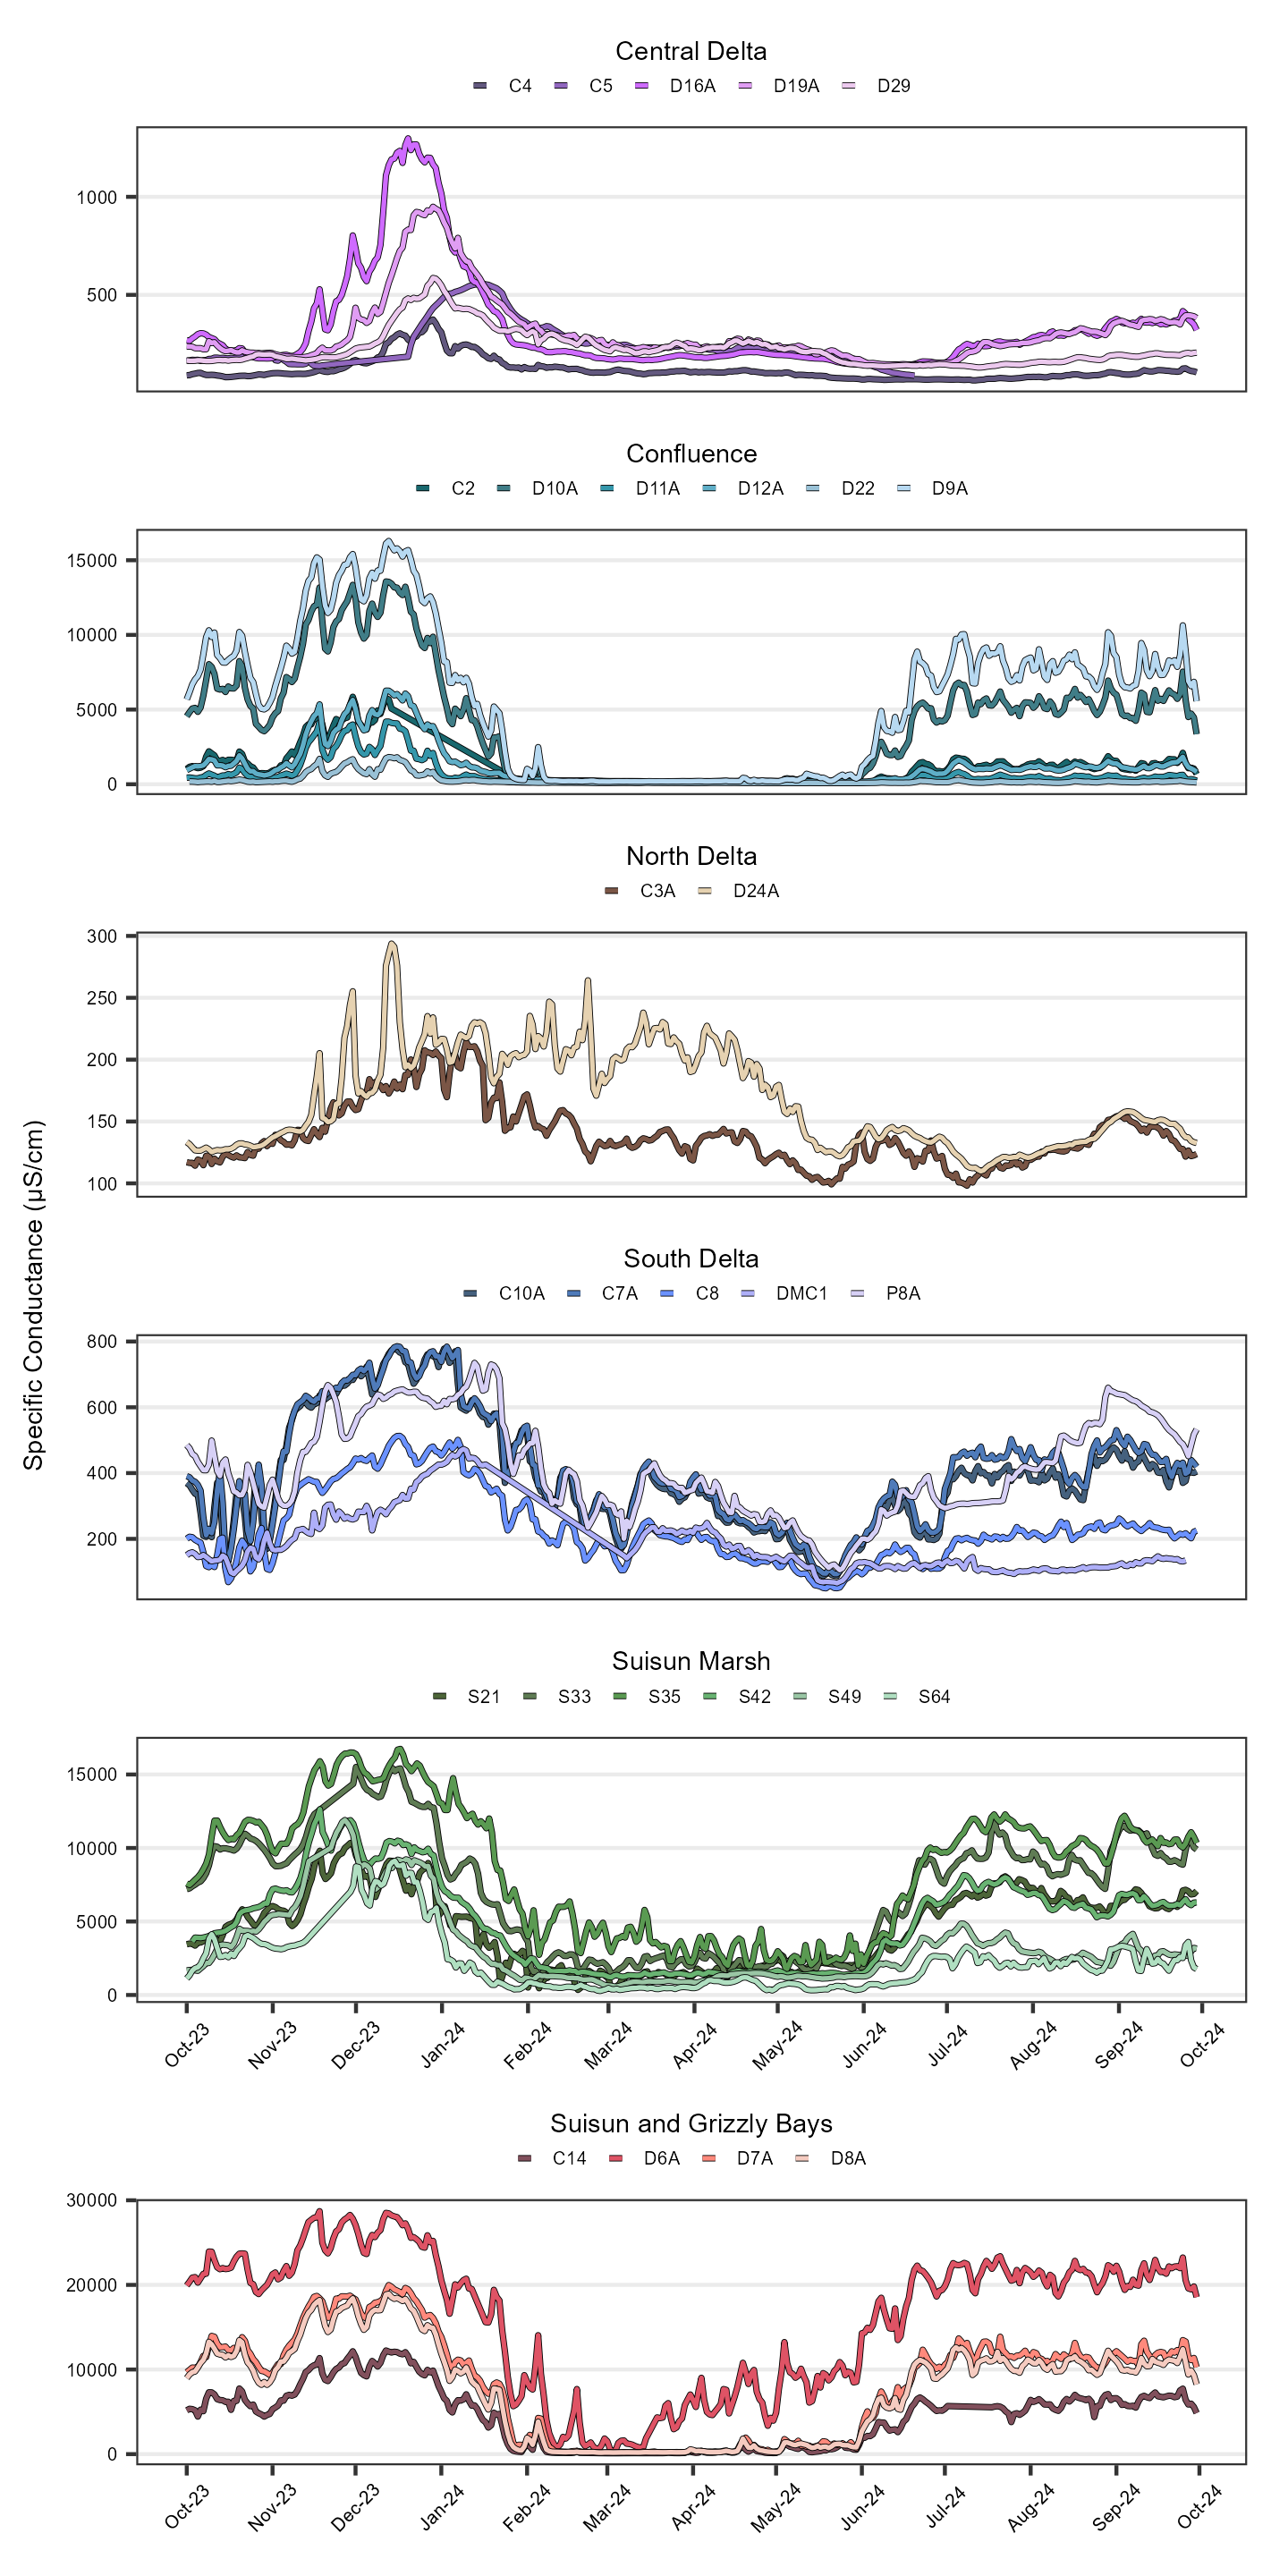 Central Delta
C4 C5 D16A D19A D29
1000
500
Confluence
C2 D10A D11A D12A D22 D9A
15000
10000
5000
0
North Delta
C3A D24A
300
250
200
150
100
Specific Conductance (µS/cm)
South Delta
C10A C7A C8 DMC1 P8A
800
600
400
200
Suisun Marsh
S21 S33 S35 S42 S49 S64
15000
10000
5000
0
Oct-23 Nov-23 Dec-23 Jan-24 Feb-24 Mar-24 Apr-24 May-24 Jun-24 Jul-24 Aug-24 Sep-24 Oct-24
Suisun and Grizzly Bays
C14 D6A D7A D8A
30000
20000
10000
0
Oct-23 Nov-23 Dec-23 Jan-24 Feb-24 Mar-24 Apr-24 May-24 Jun-24 Jul-24 Aug-24 Sep-24 Oct-24